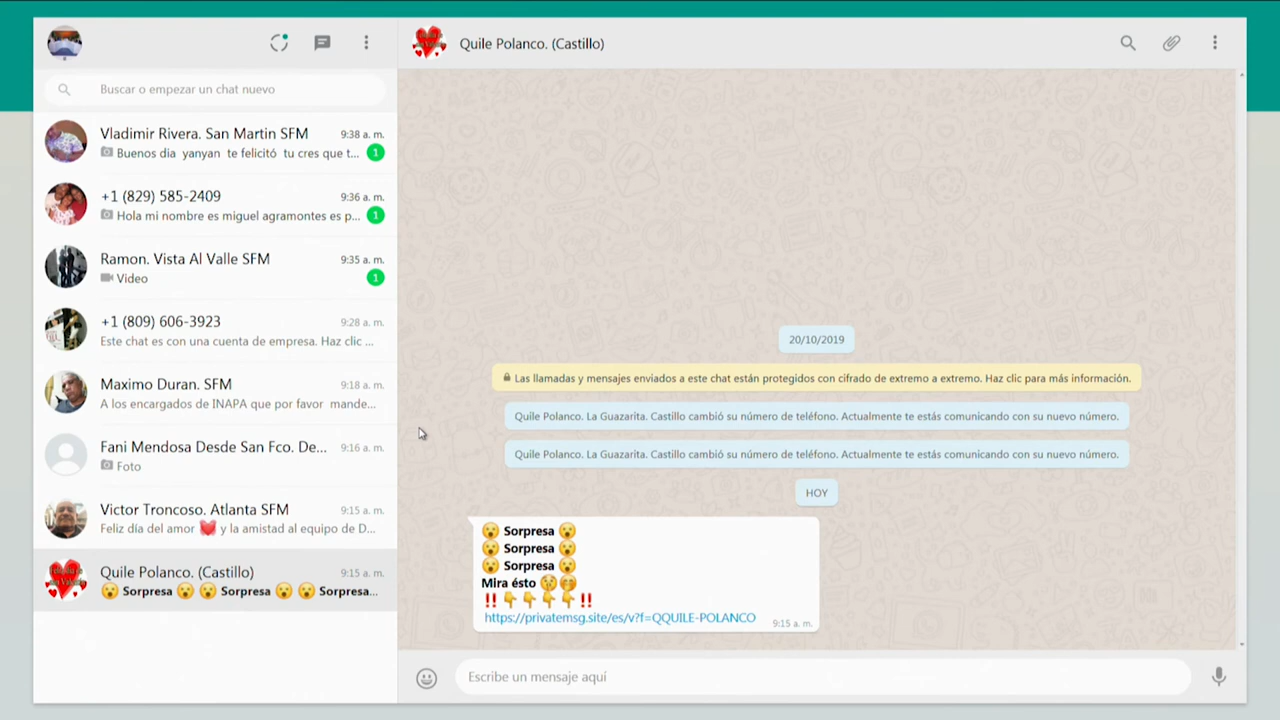 Quile Polanco. (Castillo)
Buscar o empezar un chat nuevo
Vladimir Rivera. San Martin SFM
9:38 a. m.
Buenos dia yanyan te felicitó tu cres que t...
1
+1 (829) 585-2409
9:36 a. m.
Hola mi nombre es miguel agramontes es p...
1
Ramon. Vista Al Valle SFM
9:35 a. m.
Video
1
+1 (809) 606-3923
9:28 a. m.
Este chat es con una cuenta de empresa. Haz clic ...
Maximo Duran. SFM
9:18 a. m.
A los encargados de INAPA que por favor mande...
Fani Mendosa Desde San Fco. De...
9:16 a. m.
Foto
Victor Troncoso. Atlanta SFM
9:15 a. m.
Feliz día del amor 💓 y la amistad al equipo de D...
Quile Polanco. (Castillo)
9:15 a. m.
😮 Sorpresa 😮 😮 Sorpresa 😮 😮 Sorpresa...
20/10/2019
Las llamadas y mensajes enviados a este chat están protegidos con cifrado de extremo a extremo. Haz clic para más información.
Quile Polanco. La Guazarita. Castillo cambió su número de teléfono. Actualmente te estás comunicando con su nuevo número.
Quile Polanco. La Guazarita. Castillo cambió su número de teléfono. Actualmente te estás comunicando con su nuevo número.
HOY
😮 Sorpresa 😮
😮 Sorpresa 😮
😮 Sorpresa 😮
Mira ésto 🤫🤭
‼️👇👇👇👇‼️
https://privatemsg.site/es/v?f=QQUILE-POLANCO
9:15 a. m.
Escribe un mensaje aquí